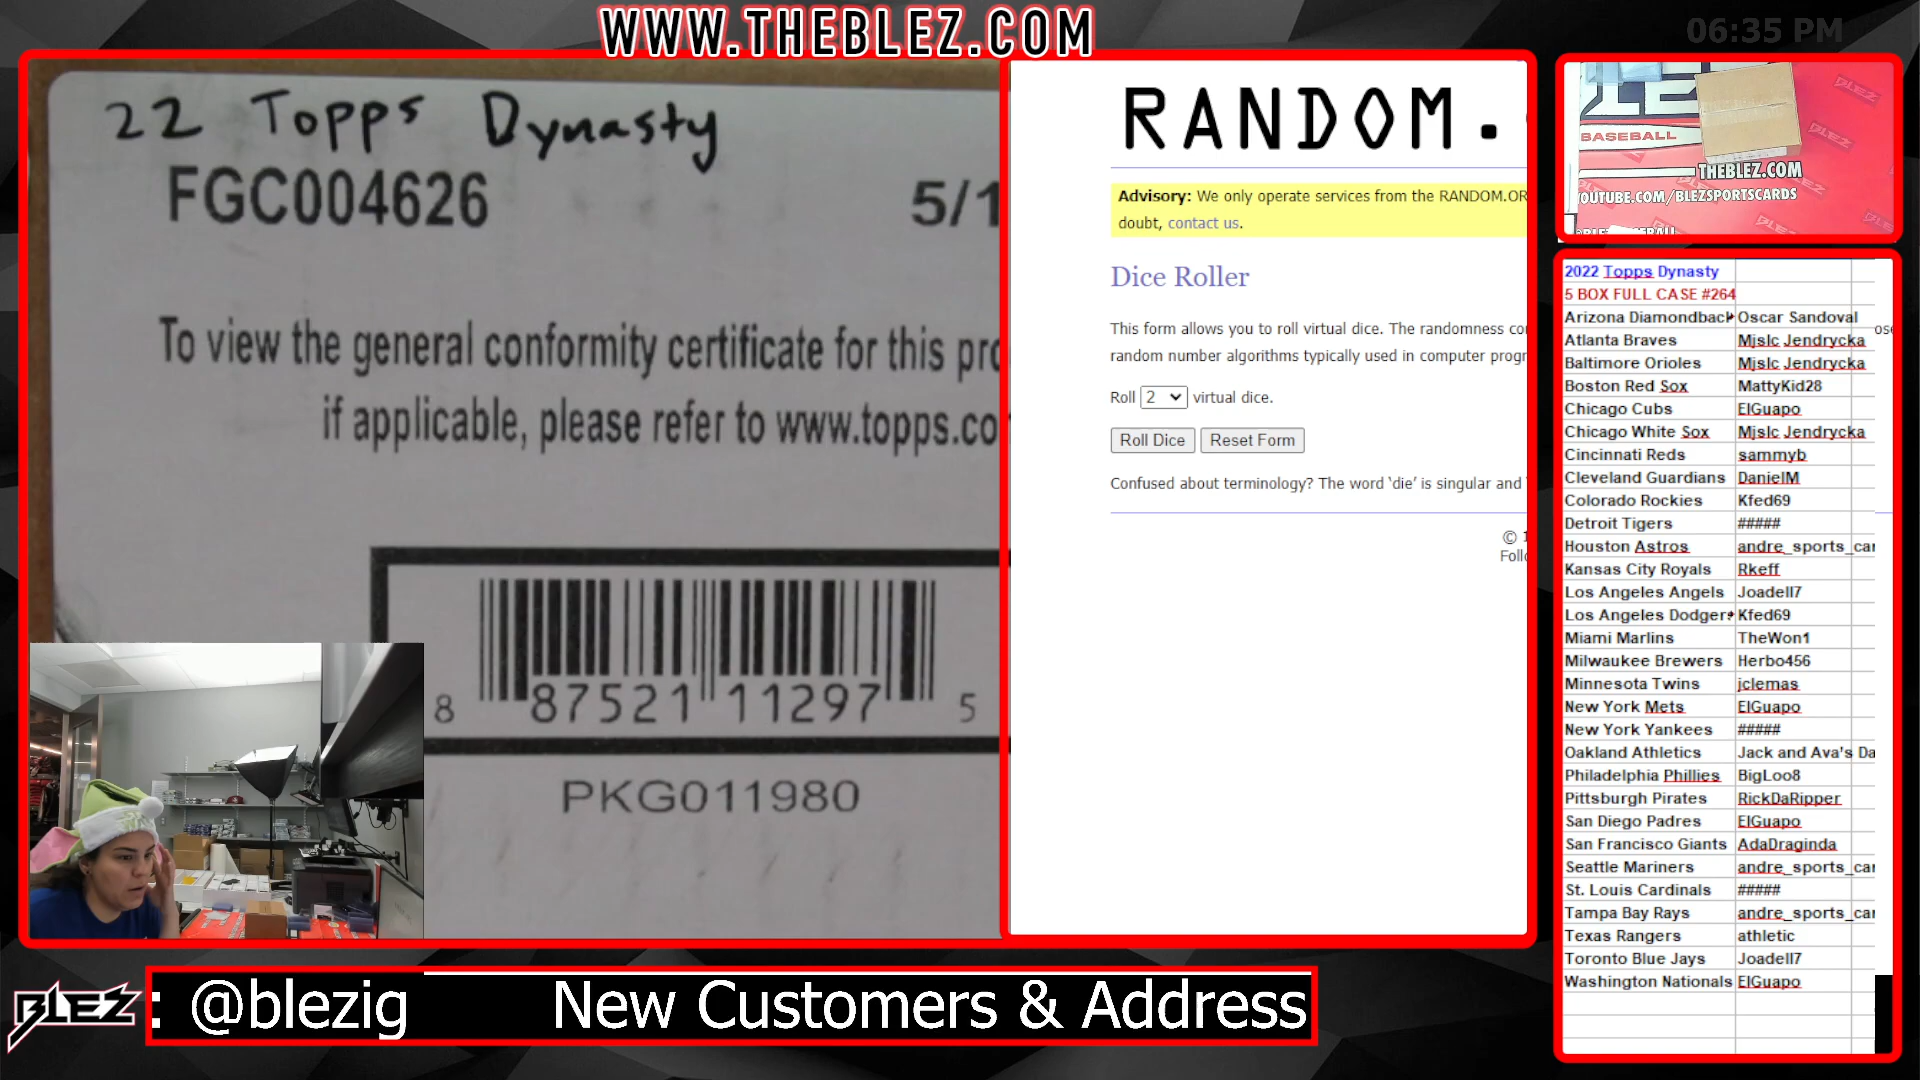 WWW.THEBLEZ.COM
06:35 PM
22 Topps Dynasty
FGC004626
5/1
To view the general conformity certificate for this pro
if applicable, please refer to www.topps.co
8 87521 11297 5
PKG011980
RANDOM.
Advisory: We only operate services from the RANDOM.OR
doubt, contact us.
Dice Roller
This form allows you to roll virtual dice. The randomness co
random number algorithms typically used in computer progr
Roll 2 virtual dice.
Roll Dice Reset Form
Confused about terminology? The word ‘die’ is singular and
©
Follo
BASEBALL
THEBLEZ.COM
OUTUBE.COM/BLEZSPORTSCARDS
2022 Topps Dynasty
5 BOX FULL CASE #264
Arizona Diamondback Oscar Sandoval
Atlanta Braves Mjslc Jendrycka
Baltimore Orioles Mjslc Jendrycka
Boston Red Sox MattyKid28
Chicago Cubs ElGuapo
Chicago White Sox Mjslc Jendrycka
Cincinnati Reds sammyb
Cleveland Guardians DanielM
Colorado Rockies Kfed69
Detroit Tigers #####
Houston Astros andre_sports_car
Kansas City Royals Rkeff
Los Angeles Angels Joadell7
Los Angeles Dodgers Kfed69
Miami Marlins TheWon1
Milwaukee Brewers Herbo456
Minnesota Twins jclemas
New York Mets ElGuapo
New York Yankees #####
Oakland Athletics Jack and Ava's Da
Philadelphia Phillies BigLoo8
Pittsburgh Pirates RickDaRipper
San Diego Padres ElGuapo
San Francisco Giants AdaDraginda
Seattle Mariners andre_sports_car
St. Louis Cardinals #####
Tampa Bay Rays andre_sports_car
Texas Rangers athletic
Toronto Blue Jays Joadell7
Washington Nationals ElGuapo
BLEZ : @blezig New Customers & Address